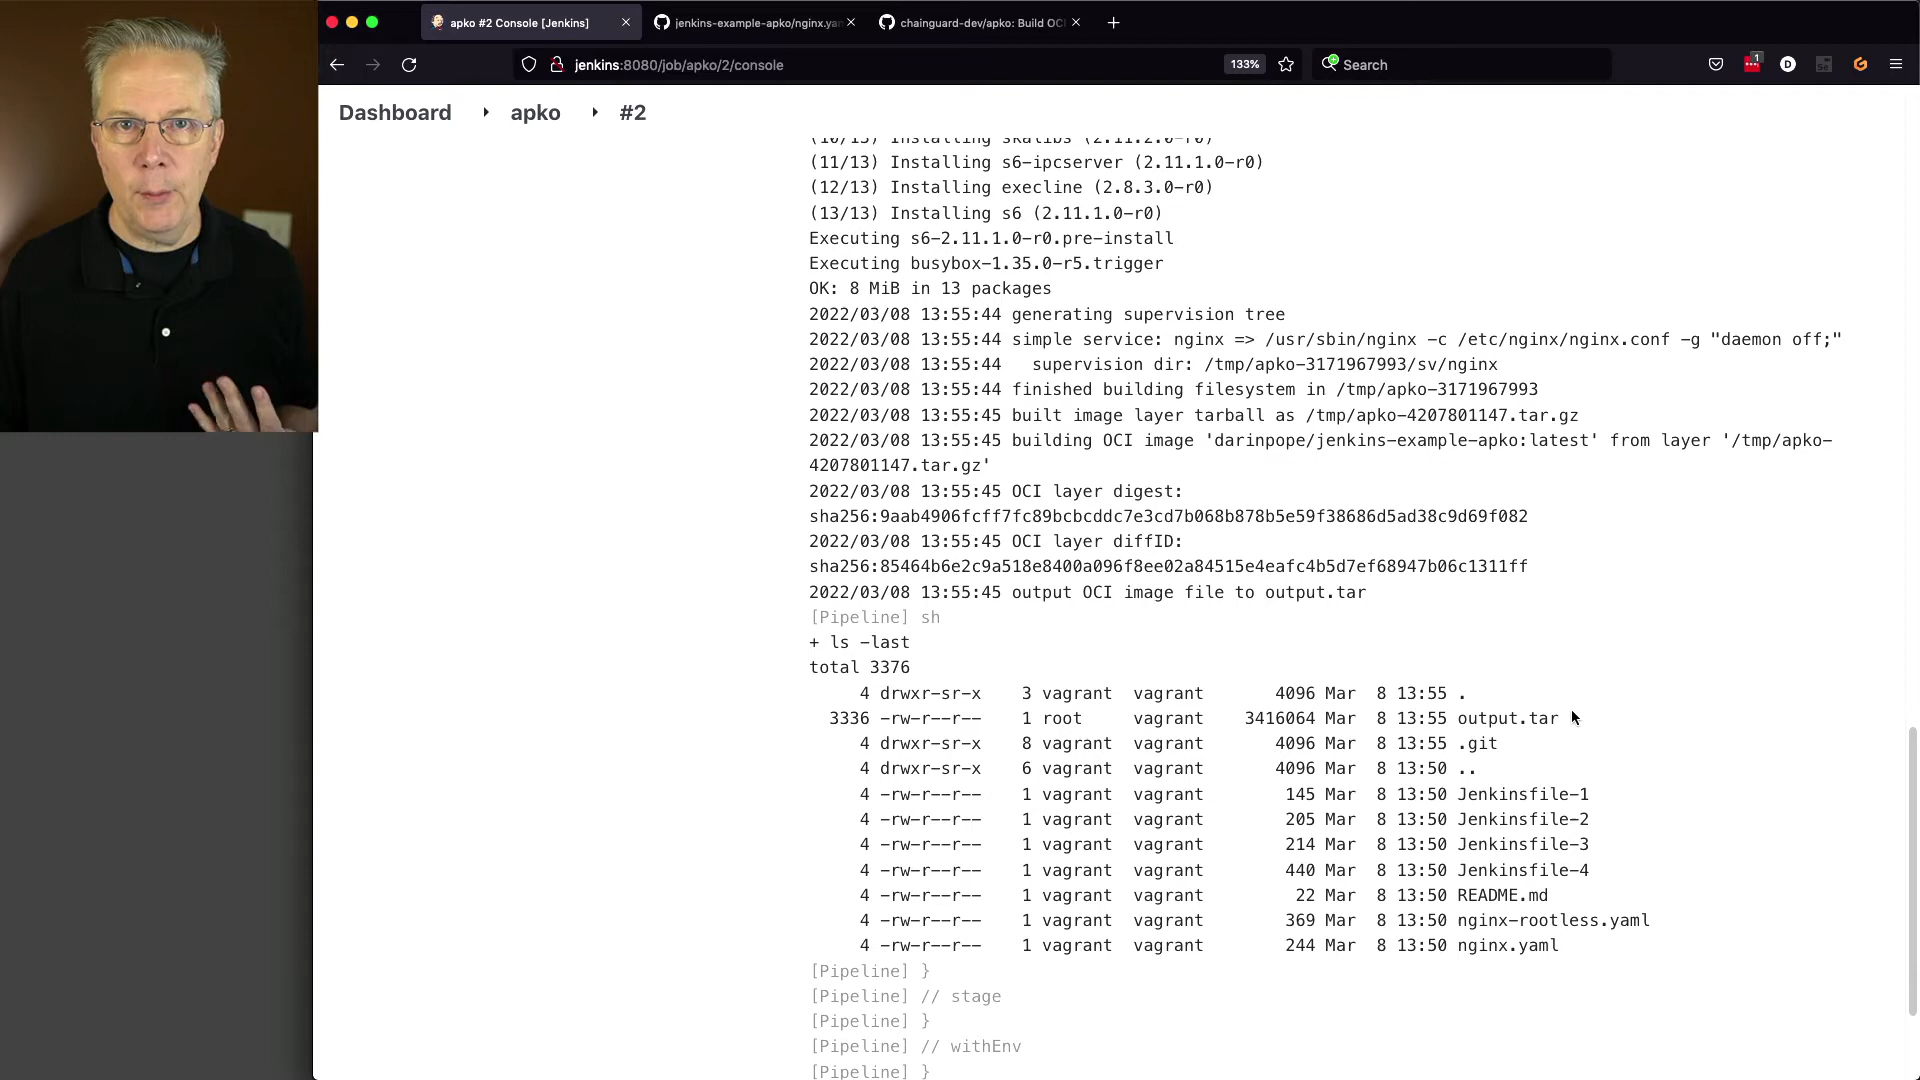 apko #2 Console [Jenkins]
jenkins-example-apko/nginx.yam
chainguard-dev/apko: Build OCI
jenkins:8080/job/apko/2/console
133%
Search
1
D
Dashboard
apko
#2
(10/13) Installing skalibs (2.11.2.0-r0)
(11/13) Installing s6-ipcserver (2.11.1.0-r0)
(12/13) Installing execline (2.8.3.0-r0)
(13/13) Installing s6 (2.11.1.0-r0)
Executing s6-2.11.1.0-r0.pre-install
Executing busybox-1.35.0-r5.trigger
OK: 8 MiB in 13 packages
2022/03/08 13:55:44 generating supervision tree
2022/03/08 13:55:44 simple service: nginx => /usr/sbin/nginx -c /etc/nginx/nginx.conf -g "daemon off;"
2022/03/08 13:55:44   supervision dir: /tmp/apko-3171967993/sv/nginx
2022/03/08 13:55:44 finished building filesystem in /tmp/apko-3171967993
2022/03/08 13:55:45 built image layer tarball as /tmp/apko-4207801147.tar.gz
2022/03/08 13:55:45 building OCI image 'darinpope/jenkins-example-apko:latest' from layer '/tmp/apko-
4207801147.tar.gz'
2022/03/08 13:55:45 OCI layer digest:
sha256:9aab4906fcff7fc89bcbcddc7e3cd7b068b878b5e59f38686d5ad38c9d69f082
2022/03/08 13:55:45 OCI layer diffID:
sha256:85464b6e2c9a518e8400a096f8ee02a84515e4eafc4b5d7ef68947b06c1311ff
2022/03/08 13:55:45 output OCI image file to output.tar
[Pipeline] sh
+ ls -last
total 3376
4 drwxr-sr-x 3 vagrant vagrant 4096 Mar 8 13:55 .
3336 -rw-r--r-- 1 root vagrant 3416064 Mar 8 13:55 output.tar
4 drwxr-sr-x 8 vagrant vagrant 4096 Mar 8 13:55 .git
4 drwxr-sr-x 6 vagrant vagrant 4096 Mar 8 13:50 ..
4 -rw-r--r-- 1 vagrant vagrant 145 Mar 8 13:50 Jenkinsfile-1
4 -rw-r--r-- 1 vagrant vagrant 205 Mar 8 13:50 Jenkinsfile-2
4 -rw-r--r-- 1 vagrant vagrant 214 Mar 8 13:50 Jenkinsfile-3
4 -rw-r--r-- 1 vagrant vagrant 440 Mar 8 13:50 Jenkinsfile-4
4 -rw-r--r-- 1 vagrant vagrant 22 Mar 8 13:50 README.md
4 -rw-r--r-- 1 vagrant vagrant 369 Mar 8 13:50 nginx-rootless.yaml
4 -rw-r--r-- 1 vagrant vagrant 244 Mar 8 13:50 nginx.yaml
[Pipeline] }
[Pipeline] // stage
[Pipeline] }
[Pipeline] // withEnv
[Pipeline] }